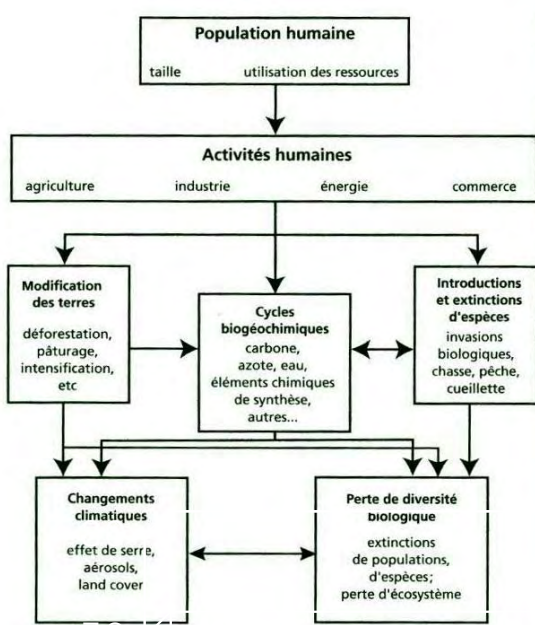 Population humaine
taille utilisation des ressources
Activités humaines
agriculture industrie énergie commerce
Modification
des terres
déforestation,
pâturage,
intensification,
etc
Cycles
biogéochimiques
carbone,
azote, eau,
éléments chimiques
de synthèse,
autres...
Introductions
et extinctions
d'espèces
invasions
biologiques,
chasse, pêche,
cueillette
Changements
climatiques
effet de serre,
aérosols,
land cover
Perte de diversité
biologique
extinctions
de populations,
d'espèces;
perte d'écosystème